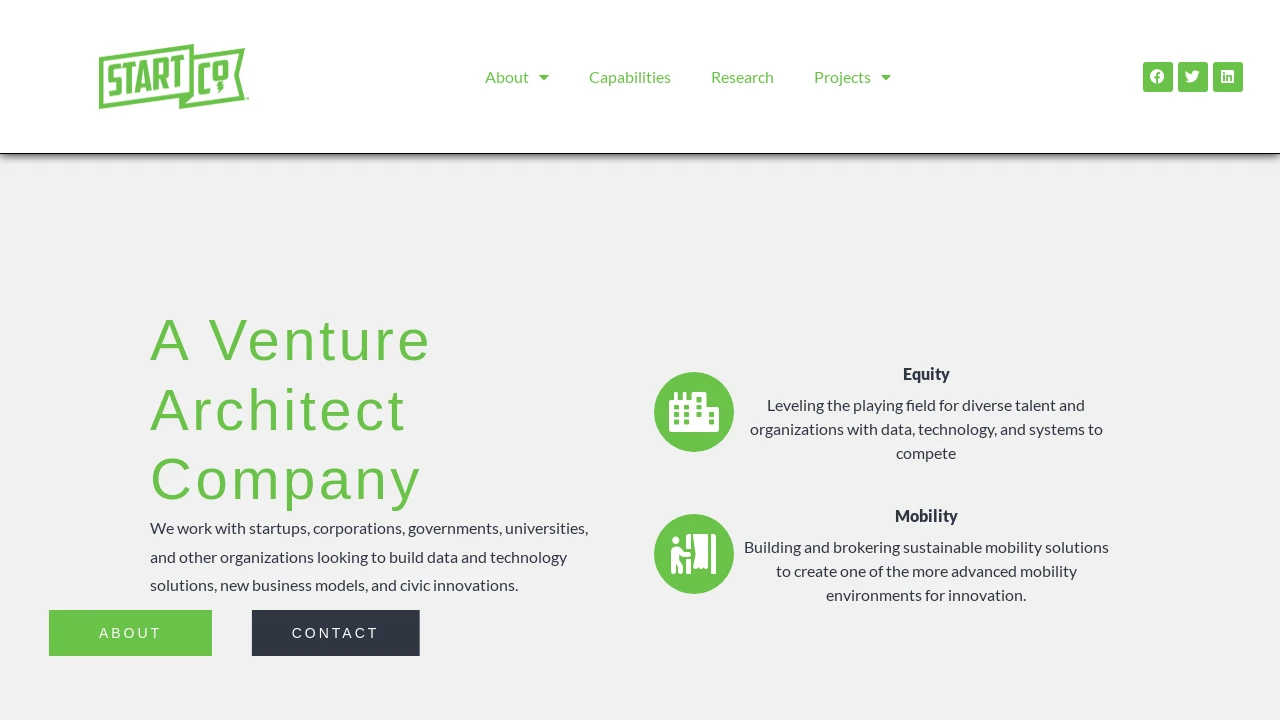 START CO
About
Capabilities
Research
Projects
A Venture
Architect
Company
We work with startups, corporations, governments, universities,
and other organizations looking to build data and technology
solutions, new business models, and civic innovations.
ABOUT
CONTACT
Equity
Leveling the playing field for diverse talent and
organizations with data, technology, and systems to
compete
Mobility
Building and brokering sustainable mobility solutions
to create one of the more advanced mobility
environments for innovation.